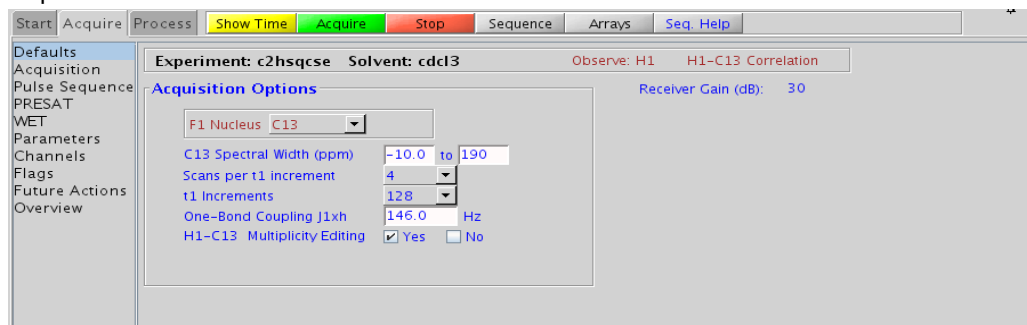 Start Acquire Process Show Time Acquire Stop Sequence Arrays Seq. Help
Defaults
Acquisition
Pulse Sequence
PRESAT
WET
Parameters
Channels
Flags
Future Actions
Overview
Experiment: c2hsqcse Solvent: cdcl3 Observe: H1 H1-C13 Correlation
Acquisition Options Receiver Gain (dB): 30
F1 Nucleus C13
C13 Spectral Width (ppm) -10.0 to 190
Scans per t1 increment 4
t1 Increments 128
One-Bond Coupling J1xh 146.0 Hz
H1-C13 Multiplicity Editing Yes No